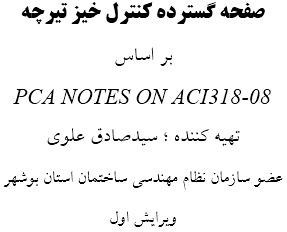 صفحه گسترده کنترل خیز تیرچه
بر اساس
PCA NOTES ON ACI318-08
تهیه کننده ؛ سیدصادق علوی
عضو سازمان نظام مهندسی ساختمان استان بوشهر
ویرایش اول